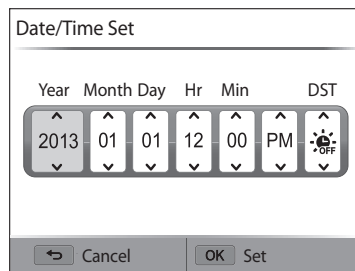 Date/Time Set
Year Month Day Hr Min DST
2013 01 01 12 00 PM OFF
Cancel OK Set